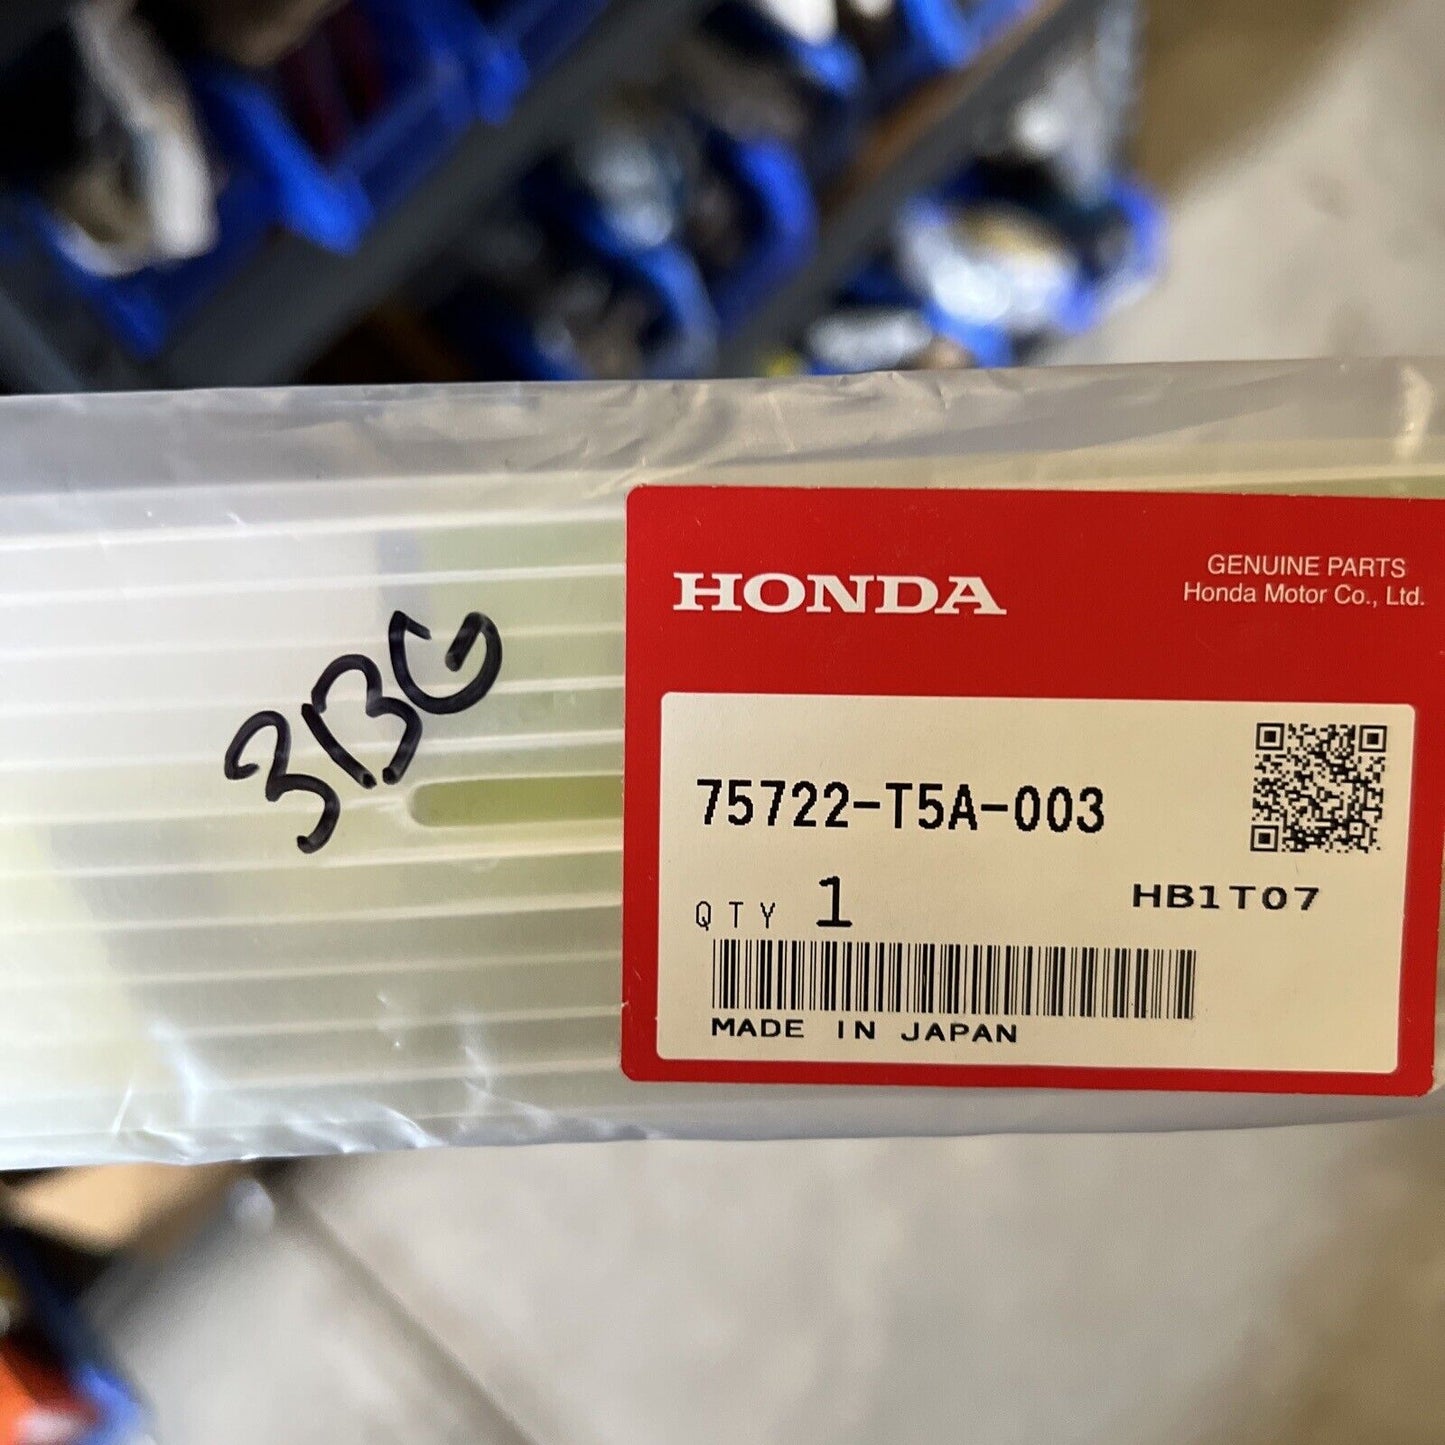 HONDA
GENUINE PARTS
Honda Motor Co., Ltd.
3BG
75722-T5A-003
QTY 1
HB1T07
MADE IN JAPAN